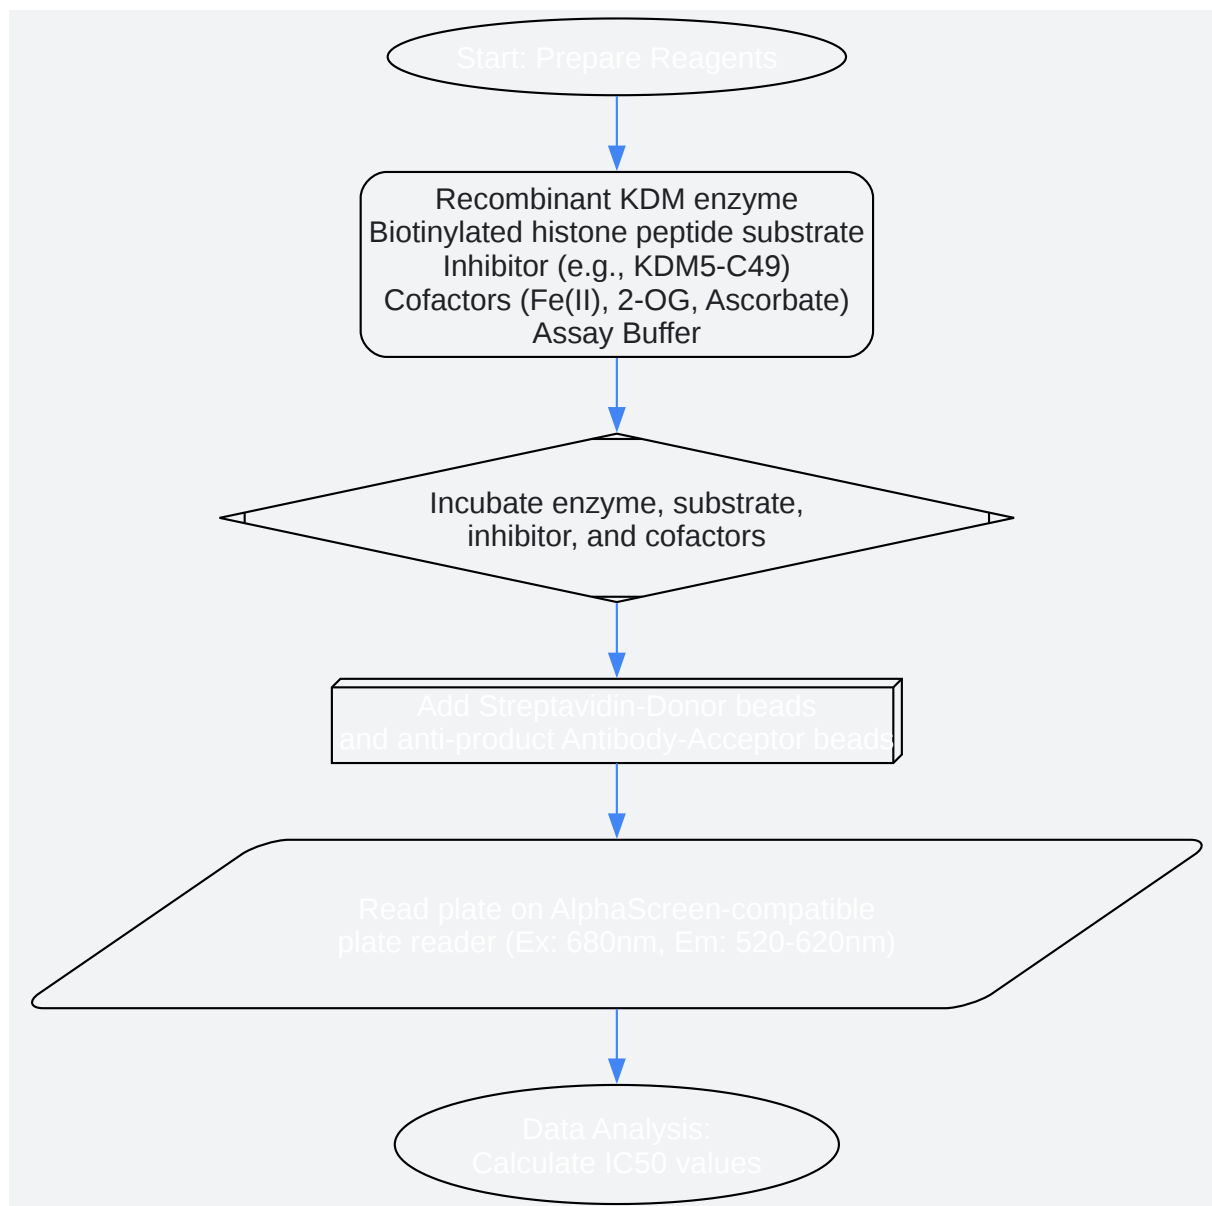 Start: Prepare Reagents
Recombinant KDM enzyme
Biotinylated histone peptide substrate
Inhibitor (e.g., KDM5-C49)
Cofactors (Fe(II), 2-OG, Ascorbate)
Assay Buffer
Incubate enzyme, substrate,
inhibitor, and cofactors
Add Streptavidin-Donor beads
and anti-product Antibody-Acceptor beads
Read plate on AlphaScreen-compatible
plate reader (Ex: 680nm, Em: 520-620nm)
Data Analysis:
Calculate IC50 values